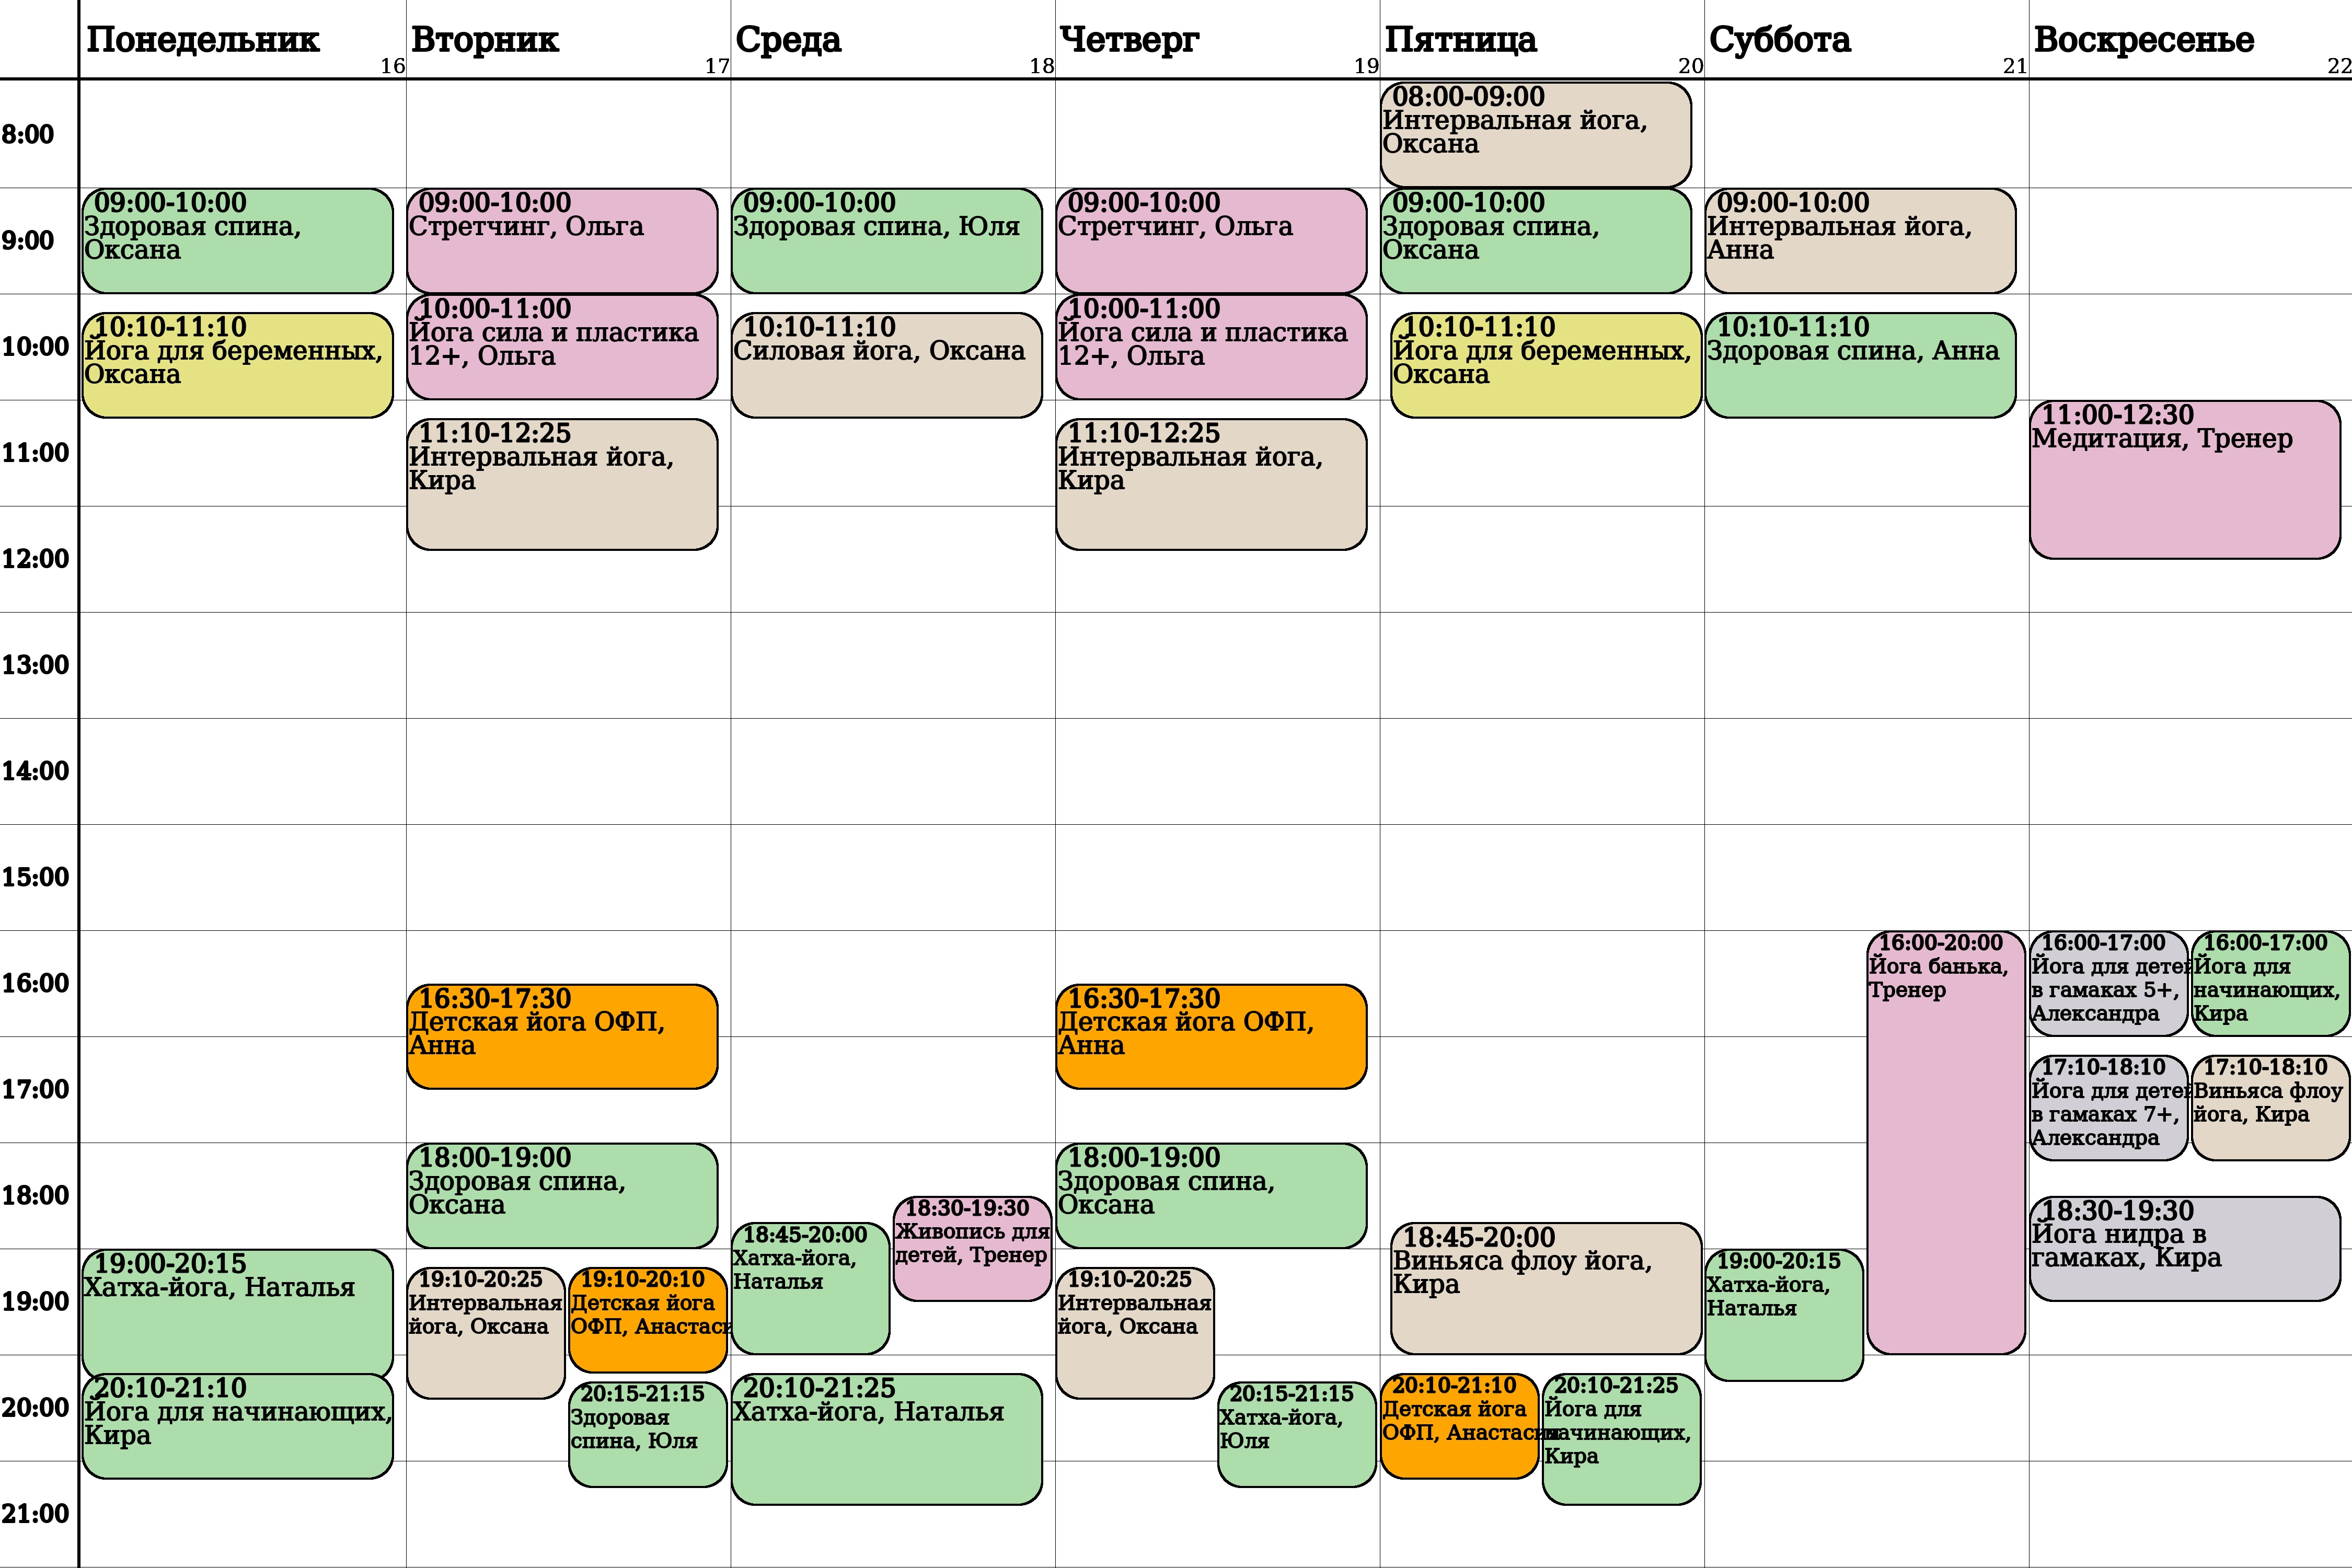 Понедельник
16
Вторник
17
Среда
18
Четверг
19
Пятница
20
Суббота
21
Воскресенье
22
8:00
9:00
10:00
11:00
12:00
13:00
14:00
15:00
16:00
17:00
18:00
19:00
20:00
21:00
09:00-10:00
Здоровая спина,
Оксана
10:10-11:10
Йога для беременных,
Оксана
19:00-20:15
Хатха-йога, Наталья
20:10-21:10
Йога для начинающих,
Кира
09:00-10:00
Стретчинг, Ольга
10:00-11:00
Йога сила и пластика
12+, Ольга
11:10-12:25
Интервальная йога,
Кира
16:30-17:30
Детская йога ОФП,
Анна
18:00-19:00
Здоровая спина,
Оксана
19:10-20:25
Интервальная
йога, Оксана
19:10-20:10
Детская йога
ОФП, Анастаси
20:15-21:15
Здоровая
спина, Юля
09:00-10:00
Здоровая спина, Юля
10:10-11:10
Силовая йога, Оксана
18:45-20:00
Хатха-йога,
Наталья
18:30-19:30
Живопись для
детей, Тренер
20:10-21:25
Хатха-йога, Наталья
09:00-10:00
Стретчинг, Ольга
10:00-11:00
Йога сила и пластика
12+, Ольга
11:10-12:25
Интервальная йога,
Кира
16:30-17:30
Детская йога ОФП,
Анна
18:00-19:00
Здоровая спина,
Оксана
19:10-20:25
Интервальная
йога, Оксана
20:15-21:15
Хатха-йога,
Юля
08:00-09:00
Интервальная йога,
Оксана
09:00-10:00
Здоровая спина,
Оксана
10:10-11:10
Йога для беременных,
Оксана
18:45-20:00
Виньяса флоу йога,
Кира
20:10-21:10
Детская йога
ОФП, Анастасия
20:10-21:25
Йога для
начинающих,
Кира
09:00-10:00
Интервальная йога,
Анна
10:10-11:10
Здоровая спина, Анна
16:00-20:00
Йога банька,
Тренер
19:00-20:15
Хатха-йога,
Наталья
11:00-12:30
Медитация, Тренер
16:00-17:00
Йога для детей
в гамаках 5+,
Александра
16:00-17:00
Йога для
начинающих,
Кира
17:10-18:10
Йога для детей
в гамаках 7+,
Александра
17:10-18:10
Виньяса флоу
йога, Кира
18:30-19:30
Йога нидра в
гамаках, Кира